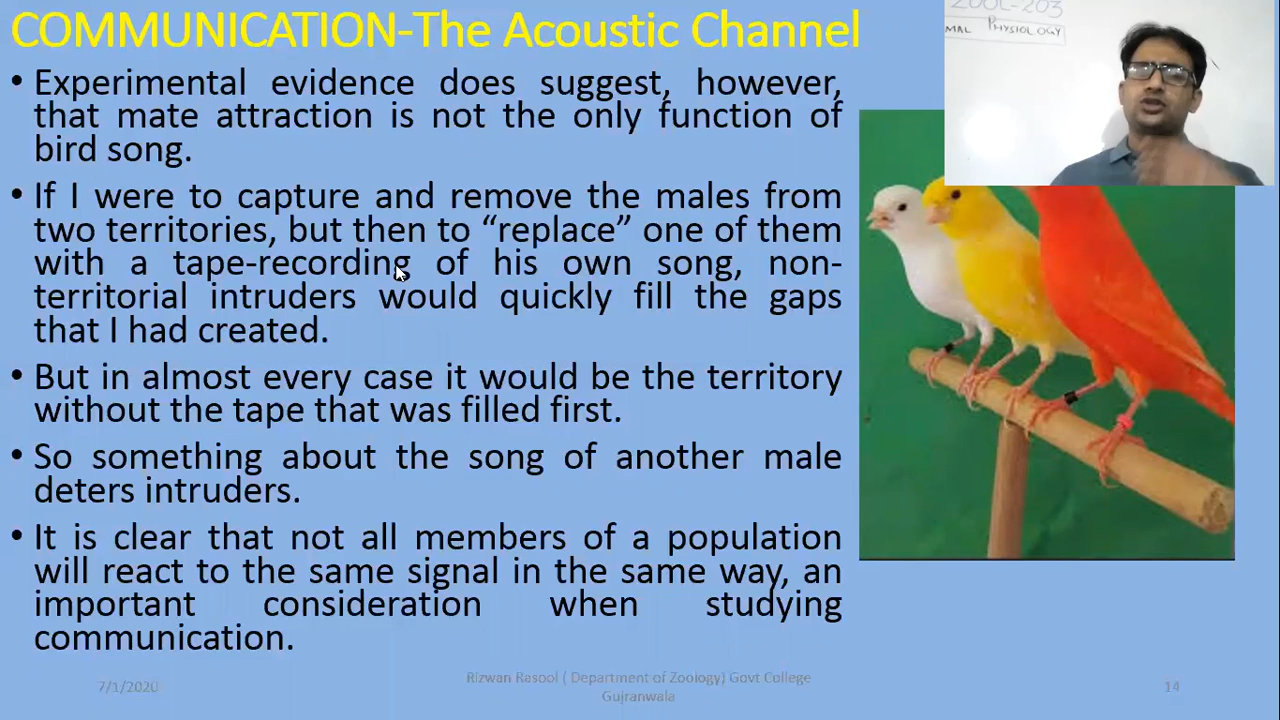 COMMUNICATION-The Acoustic Channel
ZOOL-203
MAL PHYSIOLOGY
• Experimental evidence does suggest, however,
that mate attraction is not the only function of
bird song.
• If I were to capture and remove the males from
two territories, but then to “replace” one of them
with a tape-recording of his own song, non-
territorial intruders would quickly fill the gaps
that I had created.
• But in almost every case it would be the territory
without the tape that was filled first.
• So something about the song of another male
deters intruders.
• It is clear that not all members of a population
will react to the same signal in the same way, an
important consideration when studying
communication.
7/1/2020
Rizwan Rasool ( Department of Zoology) Govt College
Gujranwala
14